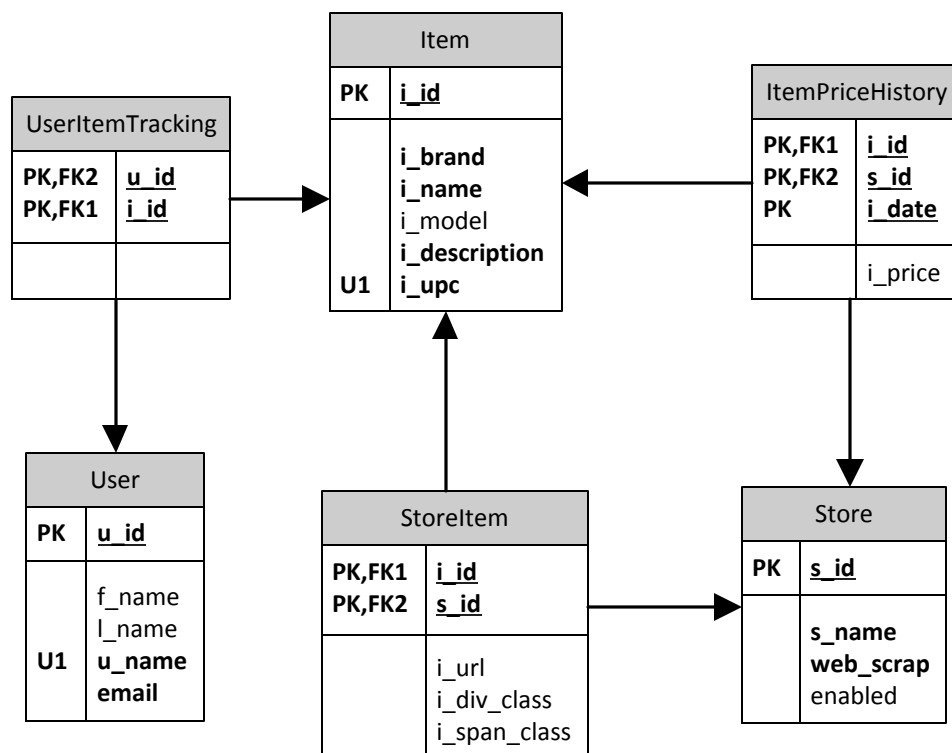 Item
PK i_id
i_brand
i_name
i_model
i_description
U1 i_upc
UserItemTracking
PK,FK2 u_id
PK,FK1 i_id
ItemPriceHistory
PK,FK1 i_id
PK,FK2 s_id
PK i_date
i_price
User
PK u_id
f_name
l_name
U1 u_name
email
StoreItem
PK,FK1 i_id
PK,FK2 s_id
i_url
i_div_class
i_span_class
Store
PK s_id
s_name
web_scrap
enabled